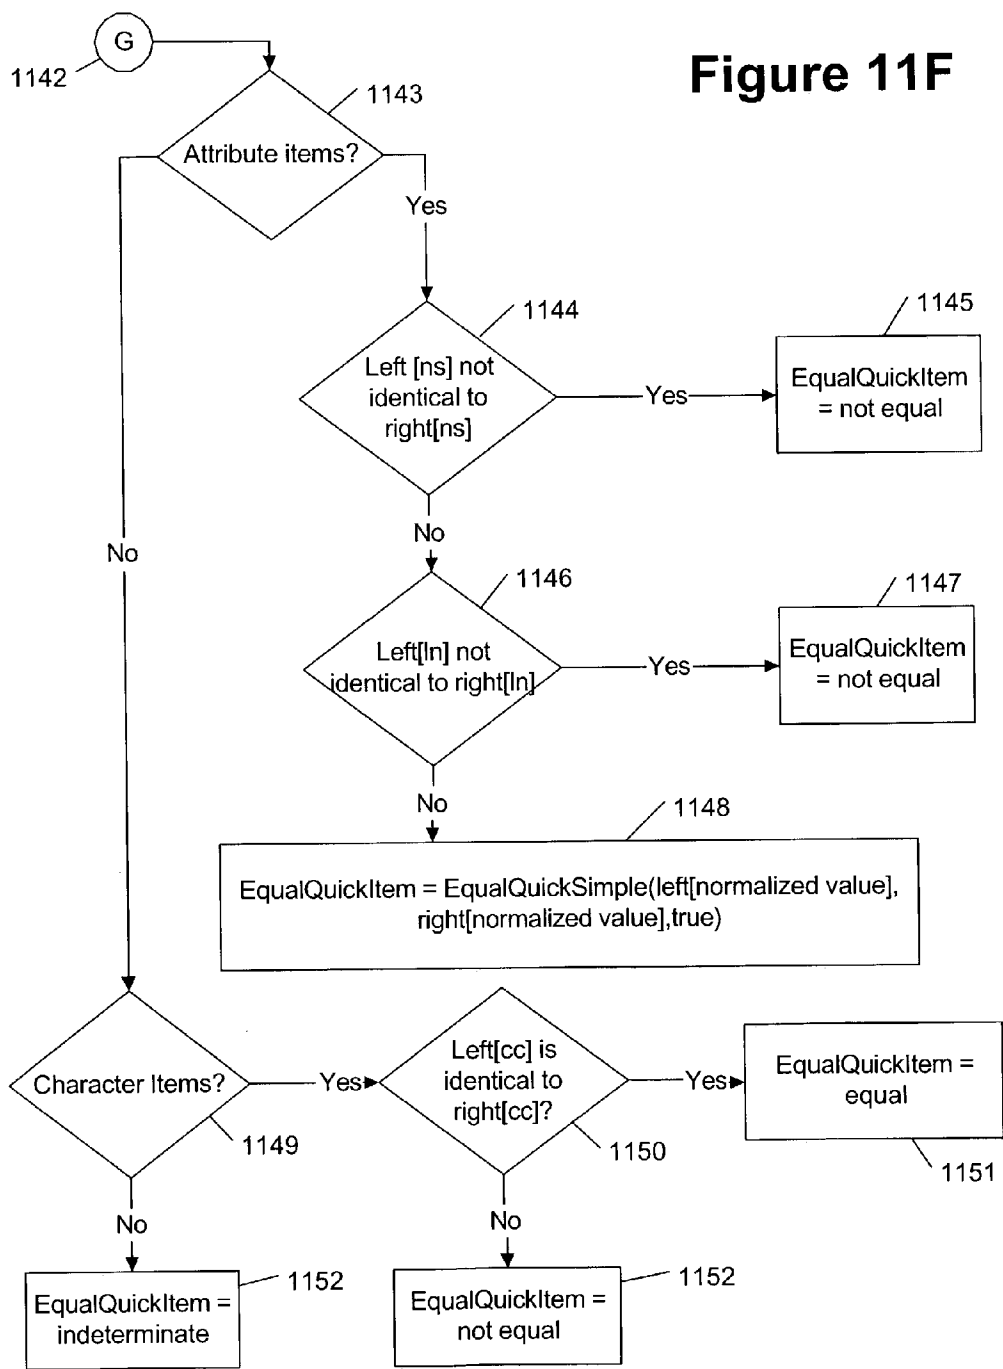 G
1142
Figure 11F
1143
Attribute items?
Yes
1144
1145
Left [ns] not
identical to
right[ns]
Yes
EqualQuickItem
= not equal
No
No
1146
1147
Left[ln] not
identical to right[ln]
Yes
EqualQuickItem
= not equal
No
1148
EqualQuickItem = EqualQuickSimple(left[normalized value],
right[normalized value],true)
Character Items?
Yes
Left[cc] is
identical to
right[cc]?
Yes
EqualQuickItem =
equal
1149
1150
1151
No
No
1152
1152
EqualQuickItem =
indeterminate
EqualQuickItem =
not equal